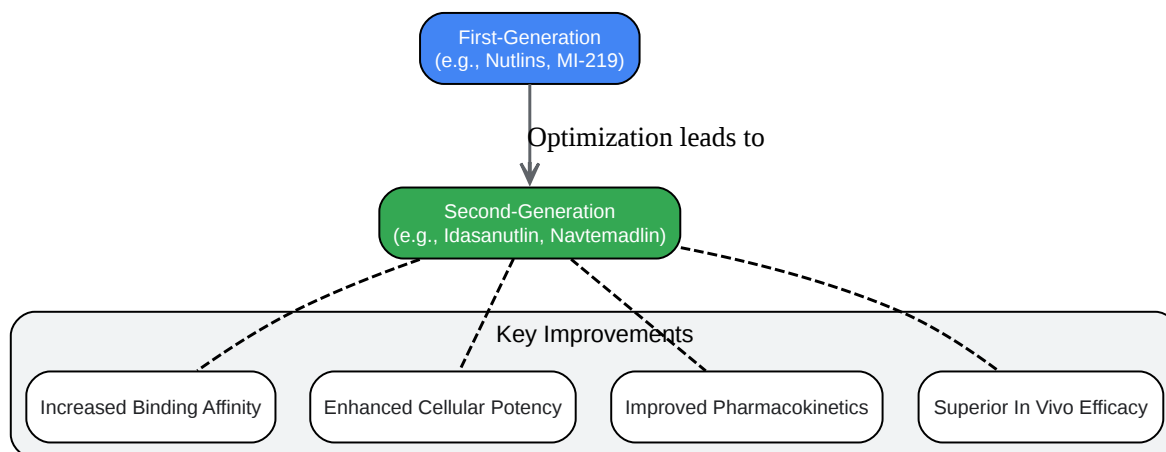 First-Generation
(e.g., Nutlins, MI-219)
Optimization leads to
Second-Generation
(e.g., Idasanutlin, Navtemadlin)
Key Improvements
Increased Binding Affinity
Enhanced Cellular Potency
Improved Pharmacokinetics
Superior In Vivo Efficacy